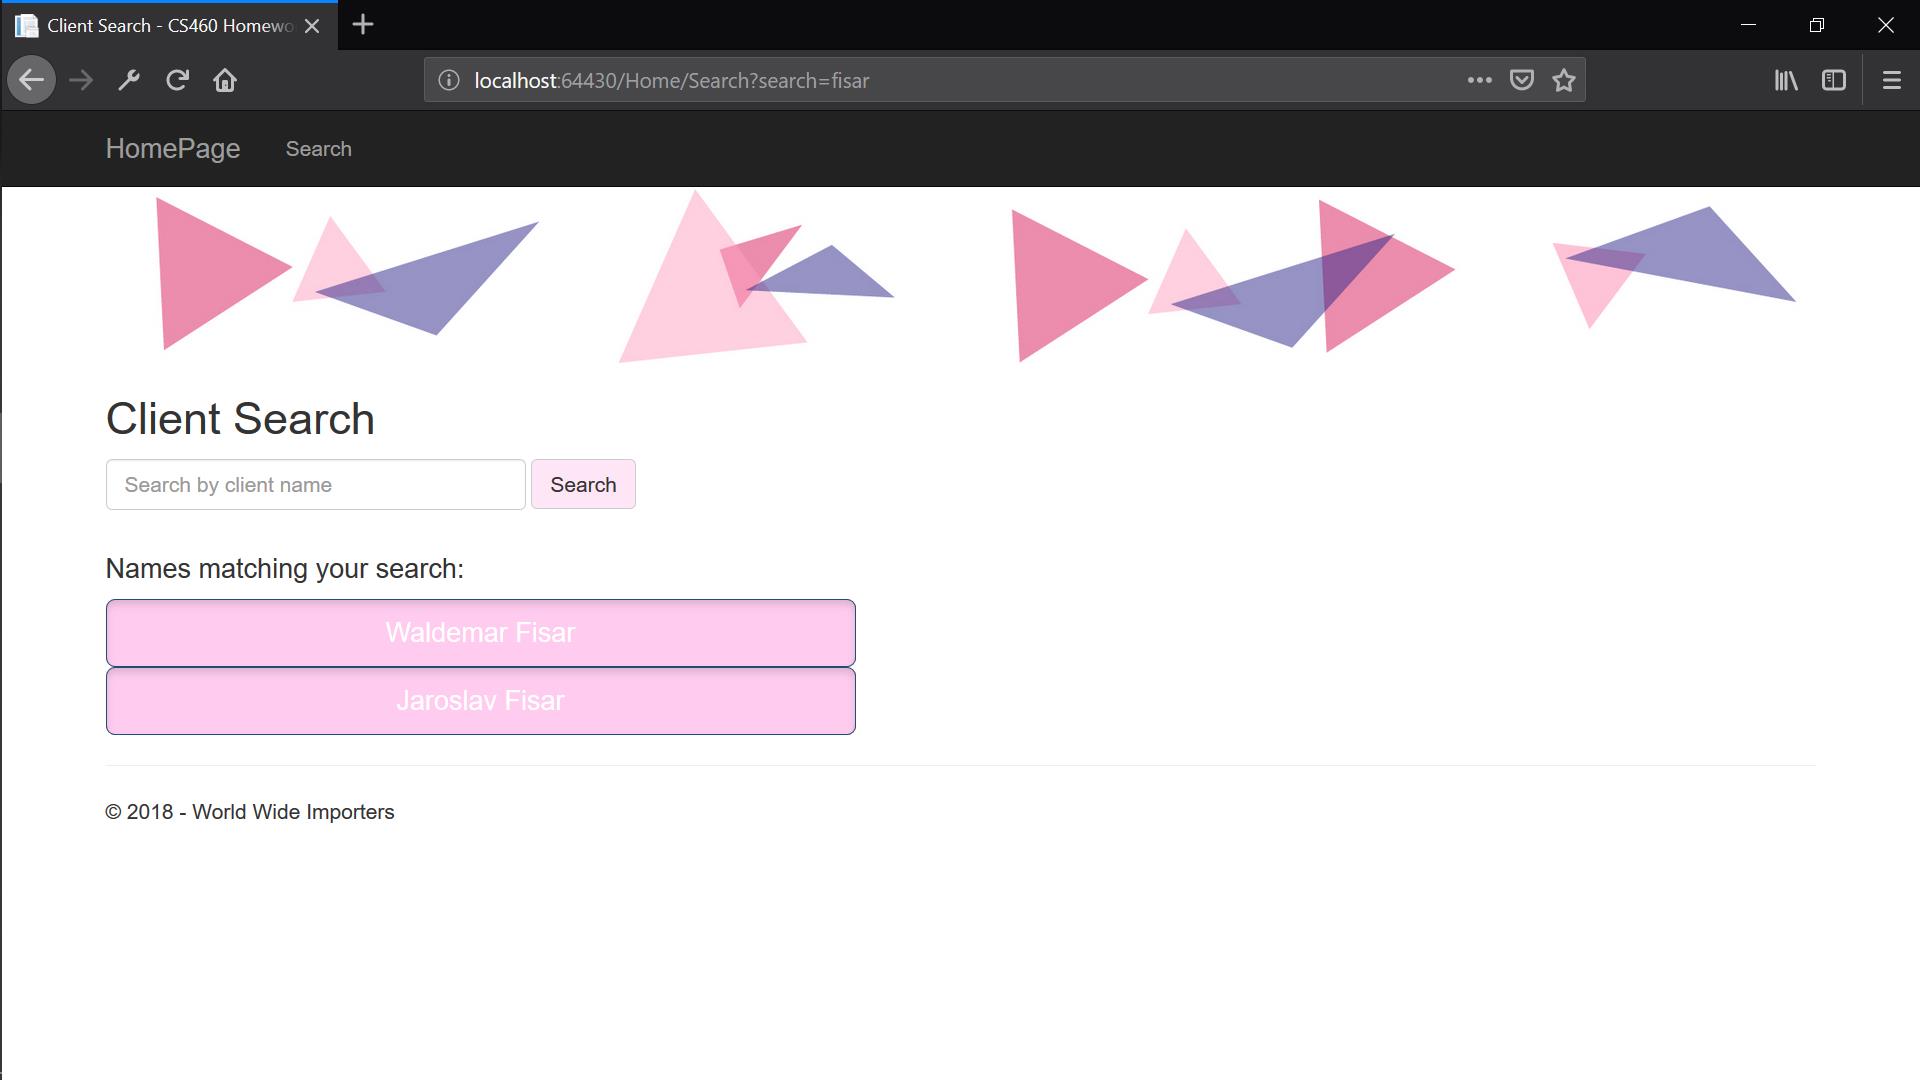 Client Search - CS460 Homewo
localhost:64430/Home/Search?search=fisar
HomePage Search
Client Search
Search by client name Search
Names matching your search:
Waldemar Fisar
Jaroslav Fisar
© 2018 - World Wide Importers